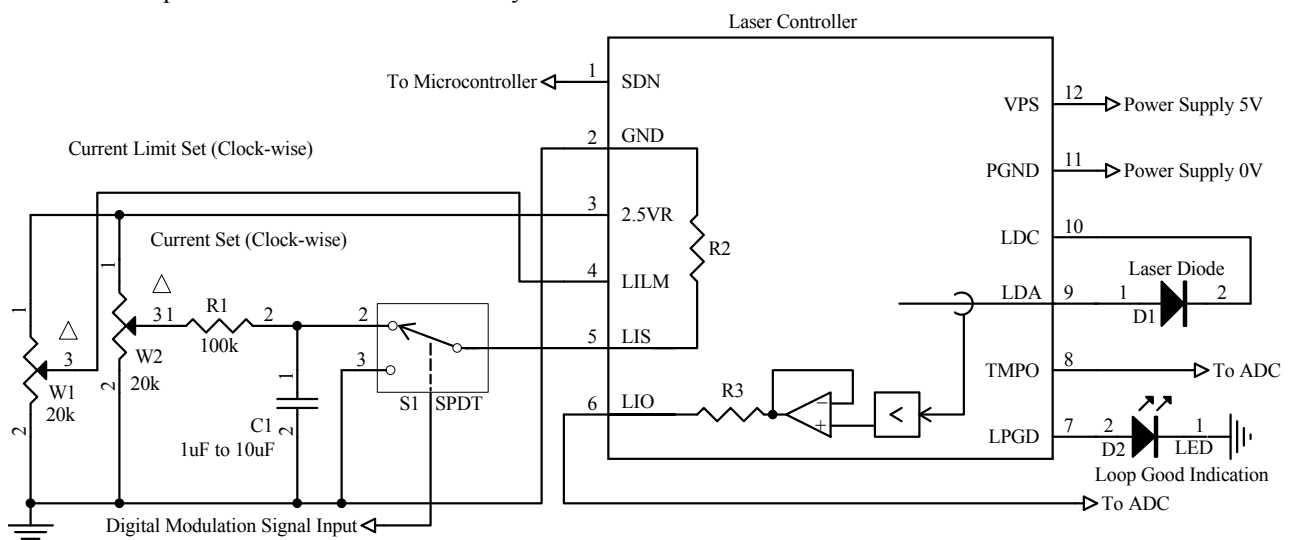 Laser Controller
To Microcontroller
1
SDN
VPS
12
Power Supply 5V
Current Limit Set (Clock-wise)
2
GND
PGND
11
Power Supply 0V
3
2.5VR
R2
LDC
10
Current Set (Clock-wise)
1
4
LILM
Laser Diode
LDA
9
1
2
D1
1
3
W1
20k
2
31
W2
20k
2
R1
100k
2
1
C1
2
1uF to 10uF
2
3
S1
SPDT
5
LIS
TMPO
8
To ADC
6
LIO
R3
−
+
<
LPGD
7
2
1
D2
LED
Loop Good Indication
To ADC
Digital Modulation Signal Input